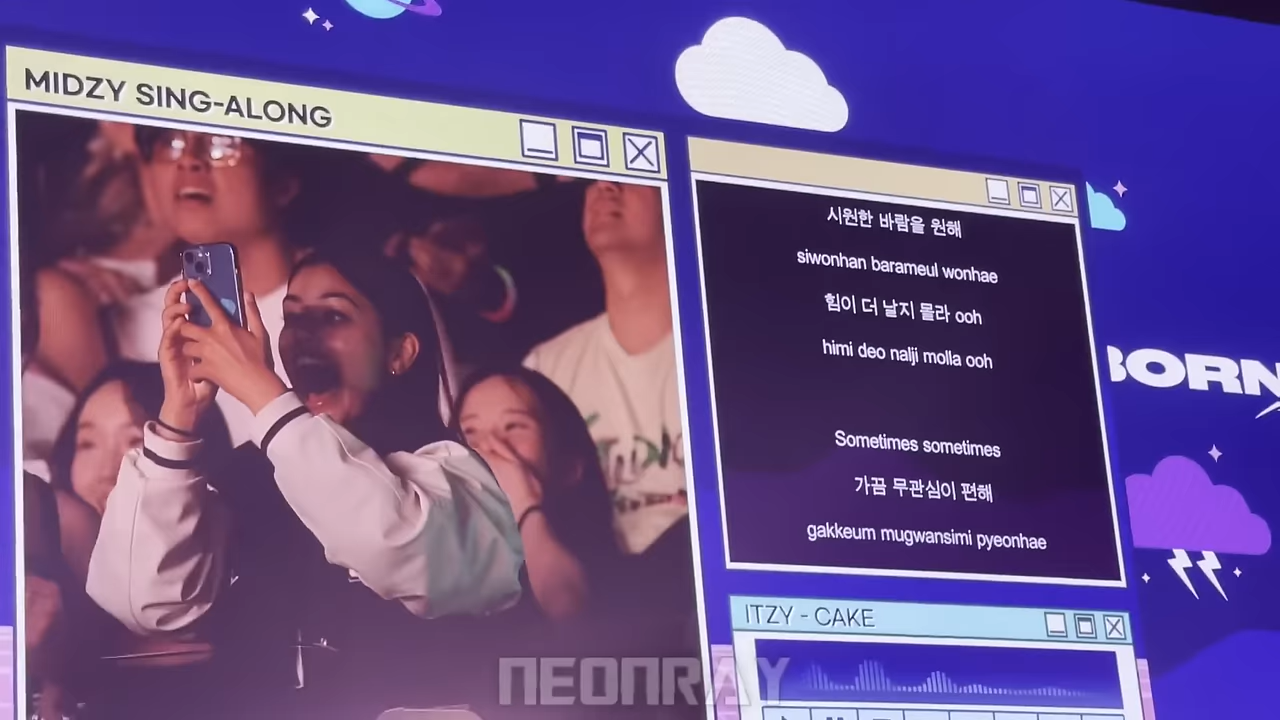 MIDZY SING-ALONG
시원한 바람을 원해
siwonhan barameul wonhae
힘이 더 날지 몰라 ooh
himi deo nalji molla ooh
Sometimes sometimes
가끔 무관심이 편해
gakkeum mugwansimi pyeonhae
BORN
ITZY - CAKE
NEONRAY